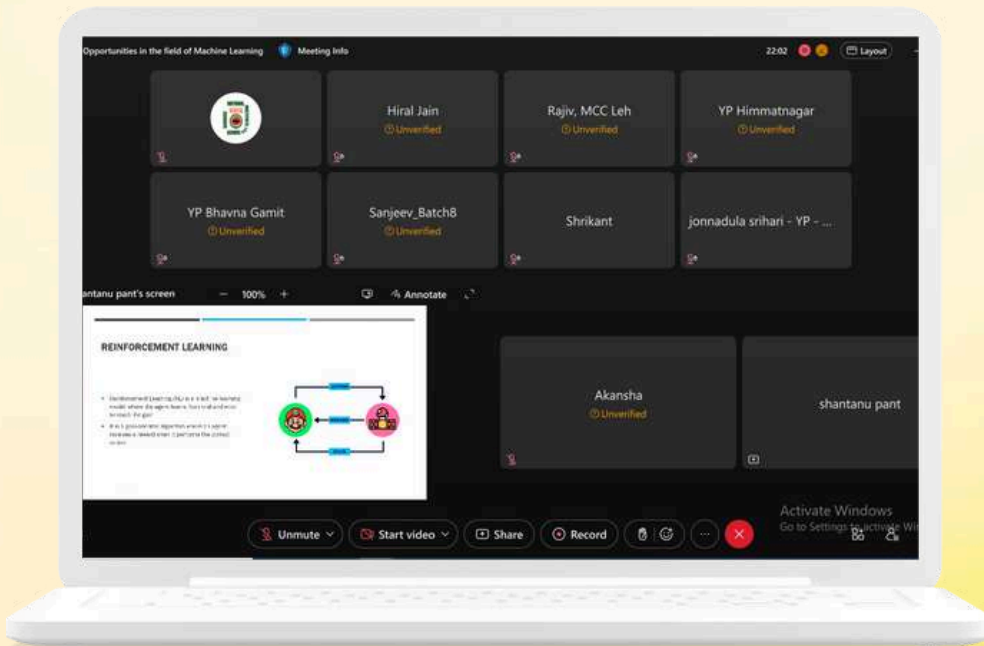 Opportunities in the field of Machine Learning Meeting Info 22:02 Layout
Hiral Jain
Unverified
Rajiv, MCC Leh
Unverified
YP Himmatnagar
Unverified
YP Bhavna Gamit
Unverified
Sanjeev_Batch8
Unverified
Shrikant
jonnadula srihari - YP - ...
antanu pant's screen - 100% + Annotate
REINFORCEMENT LEARNING
Akansha
Unverified
shantanu pant
Activate Windows
Go to Settings to activate Wi
Unmute Start video Share Record